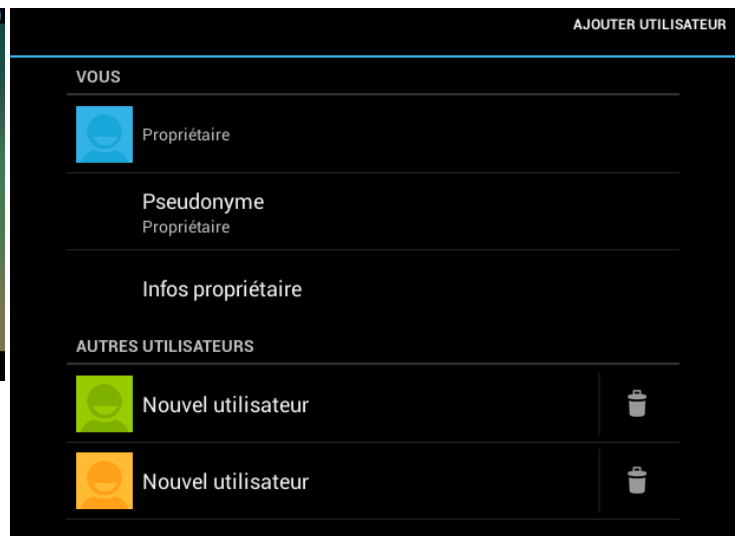 AJOUTER UTILISATEUR
VOUS
Propriétaire
Pseudonyme
Propriétaire
Infos propriétaire
AUTRES UTILISATEURS
Nouvel utilisateur
Nouvel utilisateur